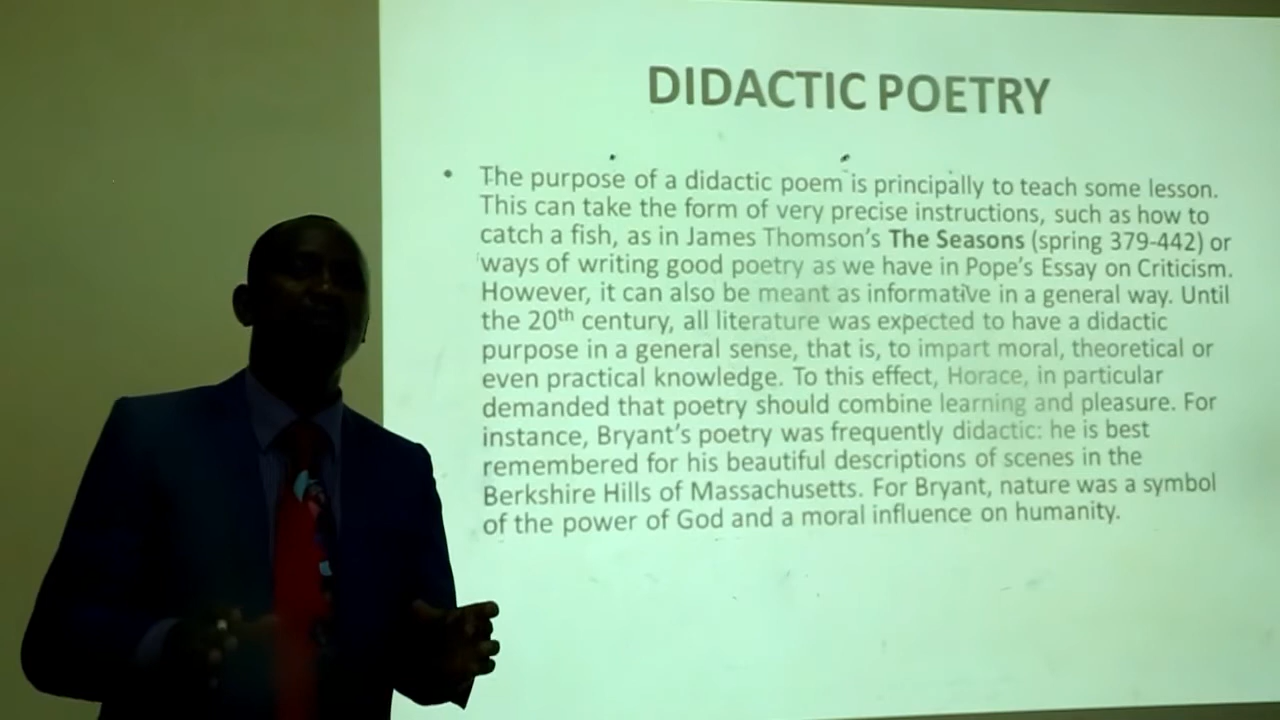 DIDACTIC POETRY
• The purpose of a didactic poem is principally to teach some lesson.
This can take the form of very precise instructions, such as how to
catch a fish, as in James Thomson's The Seasons (spring 379-442) or
ways of writing good poetry as we have in Pope's Essay on Criticism.
However, it can also be meant as informative in a general way. Until
the 20th century, all literature was expected to have a didactic
purpose in a general sense, that is, to impart moral, theoretical or
even practical knowledge. To this effect, Horace, in particular
demanded that poetry should combine learning and pleasure. For
instance, Bryant's poetry was frequently didactic: he is best
remembered for his beautiful descriptions of scenes in the
Berkshire Hills of Massachusetts. For Bryant, nature was a symbol
of the power of God and a moral influence on humanity.